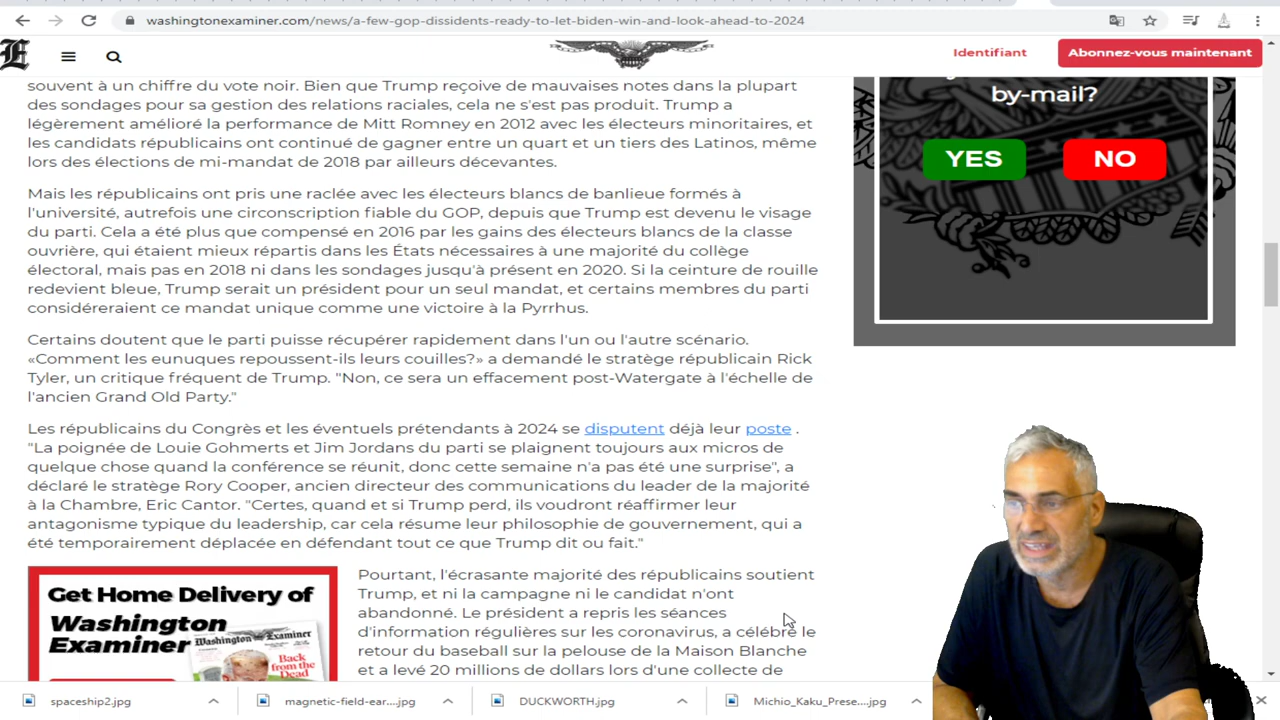 washingtonexaminer.com/news/a-few-gop-dissidents-ready-to-let-biden-win-and-look-ahead-to-2024
E
Identifiant
Abonnez-vous maintenant
souvent à un chiffre du vote noir. Bien que Trump reçoive de mauvaises notes dans la plupart
des sondages pour sa gestion des relations raciales, cela ne s'est pas produit. Trump a
légèrement amélioré la performance de Mitt Romney en 2012 avec les électeurs minoritaires, et
les candidats républicains ont continué de gagner entre un quart et un tiers des Latinos, même
lors des élections de mi-mandat de 2018 par ailleurs décevantes.
Mais les républicains ont pris une raclée avec les électeurs blancs de banlieue formés à
l'université, autrefois une circonscription fiable du GOP, depuis que Trump est devenu le visage
du parti. Cela a été plus que compensé en 2016 par les gains des électeurs blancs de la classe
ouvrière, qui étaient mieux répartis dans les États nécessaires à une majorité du collège
électoral, mais pas en 2018 ni dans les sondages jusqu'à présent en 2020. Si la ceinture de rouille
redevient bleue, Trump serait un président pour un seul mandat, et certains membres du parti
considéreraient ce mandat unique comme une victoire à la Pyrrhus.
Certains doutent que le parti puisse récupérer rapidement dans l'un ou l'autre scénario.
«Comment les eunuques repoussent-ils leurs couilles?» a demandé le stratège républicain Rick
Tyler, un critique fréquent de Trump. "Non, ce sera un effacement post-Watergate à l'échelle de
l'ancien Grand Old Party."
Les républicains du Congrès et les éventuels prétendants à 2024 se disputent déjà leur poste .
"La poignée de Louie Gohmerts et Jim Jordans du parti se plaignent toujours aux micros de
quelque chose quand la conférence se réunit, donc cette semaine n'a pas été une surprise", a
déclaré le stratège Rory Cooper, ancien directeur des communications du leader de la majorité
à la Chambre, Eric Cantor. "Certes, quand et si Trump perd, ils voudront réaffirmer leur
antagonisme typique du leadership, car cela résume leur philosophie de gouvernement, qui a
été temporairement déplacée en défendant tout ce que Trump dit ou fait."
Pourtant, l'écrasante majorité des républicains soutient
Trump, et ni la campagne ni le candidat n'ont
abandonné. Le président a repris les séances
d'information régulières sur les coronavirus, a célébré le
retour du baseball sur la pelouse de la Maison Blanche
et a levé 20 millions de dollars lors d'une collecte de
Get Home Delivery of
Washington
Examiner
Washington Examiner
Back
from the
Dead
by-mail?
YES
NO
spaceship2.jpg
magnetic-field-ear....jpg
DUCKWORTH.jpg
Michio_Kaku_Prese....jpg